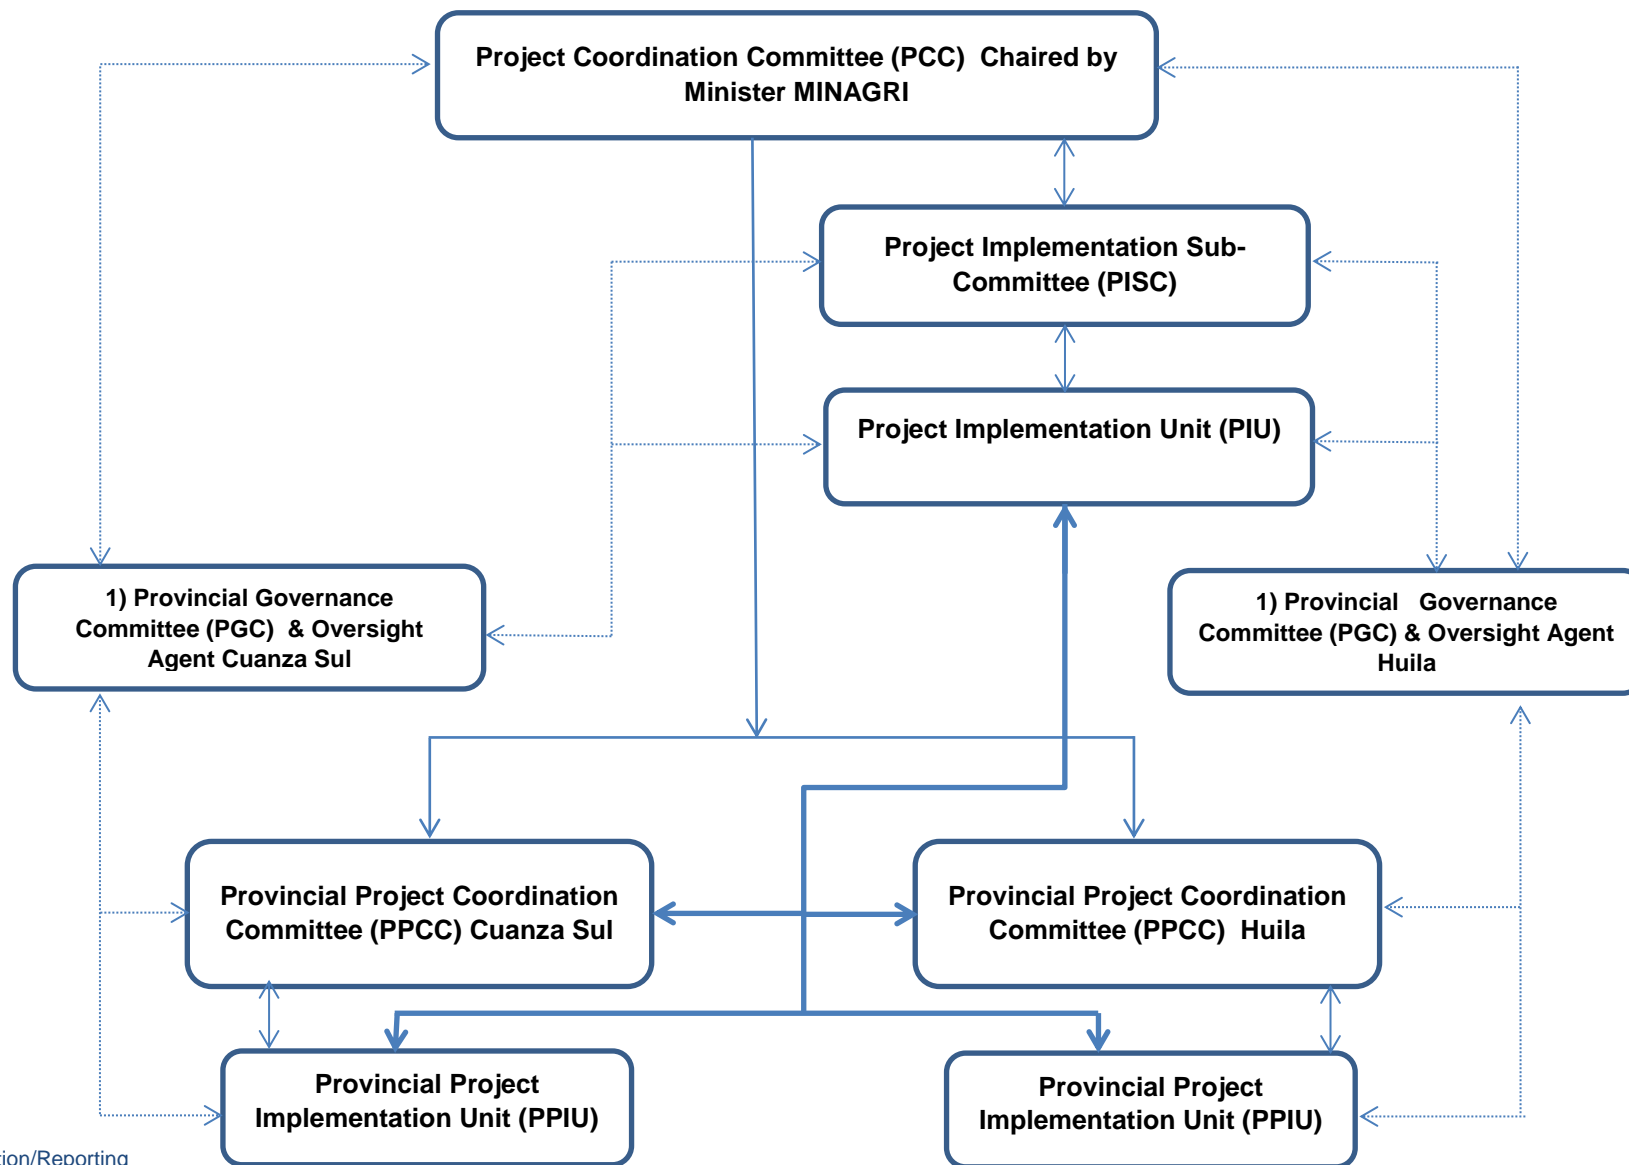 Project Coordination Committee (PCC) Chaired by
Minister MINAGRI
Project Implementation Sub-
Committee (PISC)
Project Implementation Unit (PIU)
1) Provincial Governance
Committee (PGC) & Oversight
Agent Cuanza Sul
1) Provincial Governance
Committee (PGC) & Oversight Agent
Huila
Provincial Project Coordination
Committee (PPCC) Cuanza Sul
Provincial Project Coordination
Committee (PPCC) Huila
Provincial Project
Implementation Unit (PPIU)
Provincial Project
Implementation Unit (PPIU)
tion/Reporting